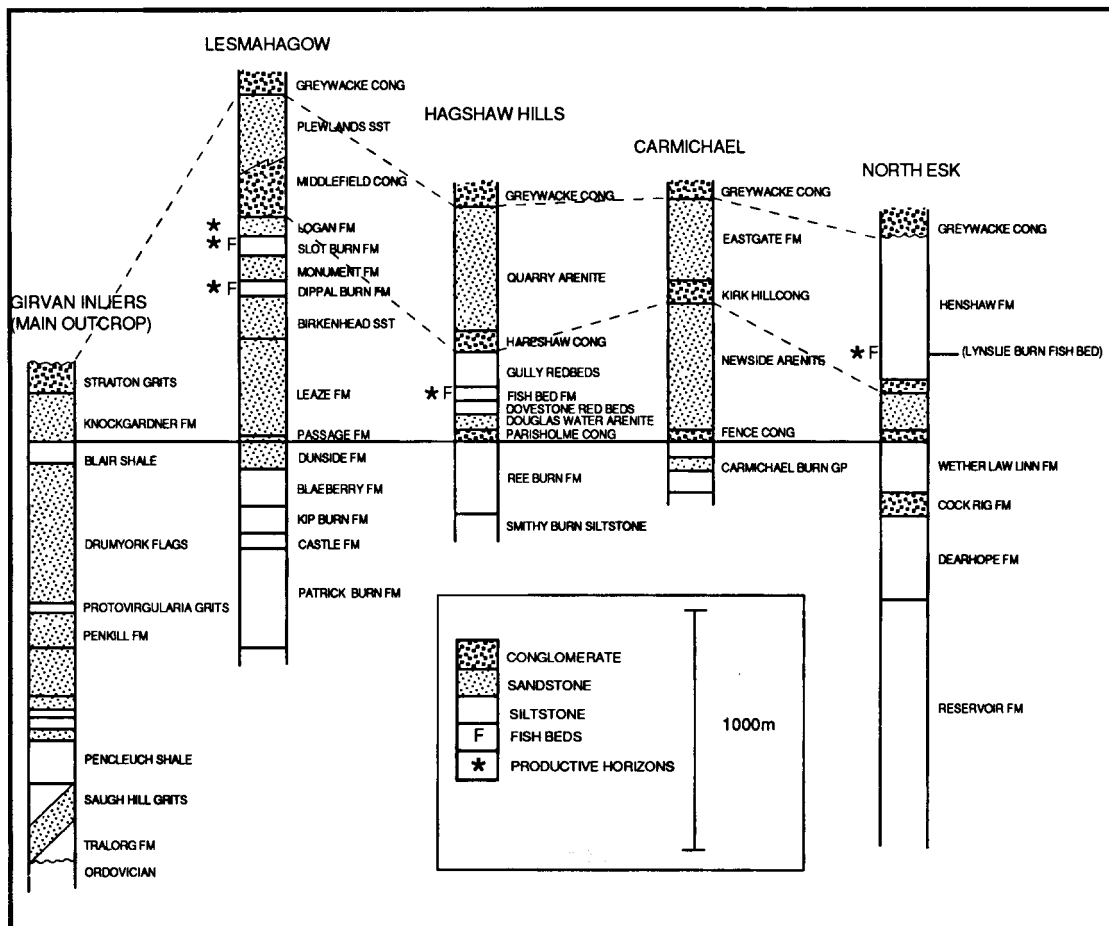 LESMAHAGOW
GREYWACKE CONG
PLEWLANDS SST
MIDDLEFIELD CONG
* LOGAN FM
* F SLOT BURN FM
MONUMENT FM
* F DIPPAL BURN FM
BIRKENHEAD SST
LEAZE FM
PASSAGE FM
DUNSIDE FM
BLAEBERRY FM
KIP BURN FM
CASTLE FM
PATRICK BURN FM
HAGSHAW HILLS
GREYWACKE CONG
QUARRY ARENITE
HARESHAW CONG
GULLY REDBEDS
* F FISH BED FM
DOVESTONE RED BEDS
DOUGLAS WATER ARENITE
PARISHOLME CONG
REE BURN FM
SMITHY BURN SILTSTONE
CARMICHAEL
GREYWACKE CONG
EASTGATE FM
KIRK HILLCONG
NEWSIDE ARENITE
FENCE CONG
CARMICHAEL BURN GP
NORTH ESK
GREYWACKE CONG
HENSHAW FM
* F (LYNSLIE BURN FISH BED)
WETHER LAW LINN FM
COCK RIG FM
DEARHOPE FM
RESERVOIR FM
GIRVAN INLIERS
(MAIN OUTCROP)
STRAITON GRITS
KNOCKGARDNER FM
BLAIR SHALE
DRUMYORK FLAGS
PROTOVIRGULARIA GRITS
PENKILL FM
PENCLEUCH SHALE
SAUGH HILL GRITS
TRALORG FM
ORDOVICIAN
CONGLOMERATE
SANDSTONE
SILTSTONE
F FISH BEDS
* PRODUCTIVE HORIZONS
1000m